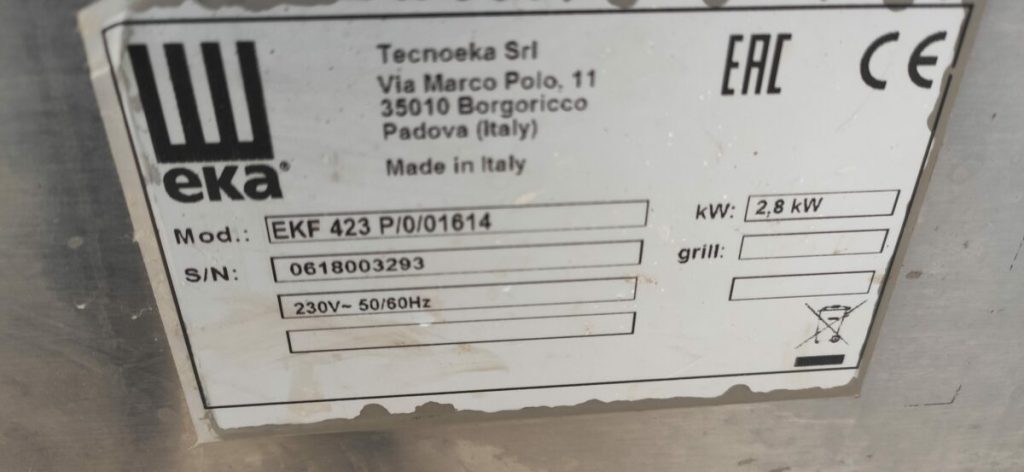 Tecnoeka Srl
Via Marco Polo, 11
35010 Borgoricco
Padova (Italy)
Made in Italy
EAC CE
eka®
Mod.: EKF 423 P/0/01614
kW: 2,8 kW
S/N: 0618003293
grill:
230V~ 50/60Hz